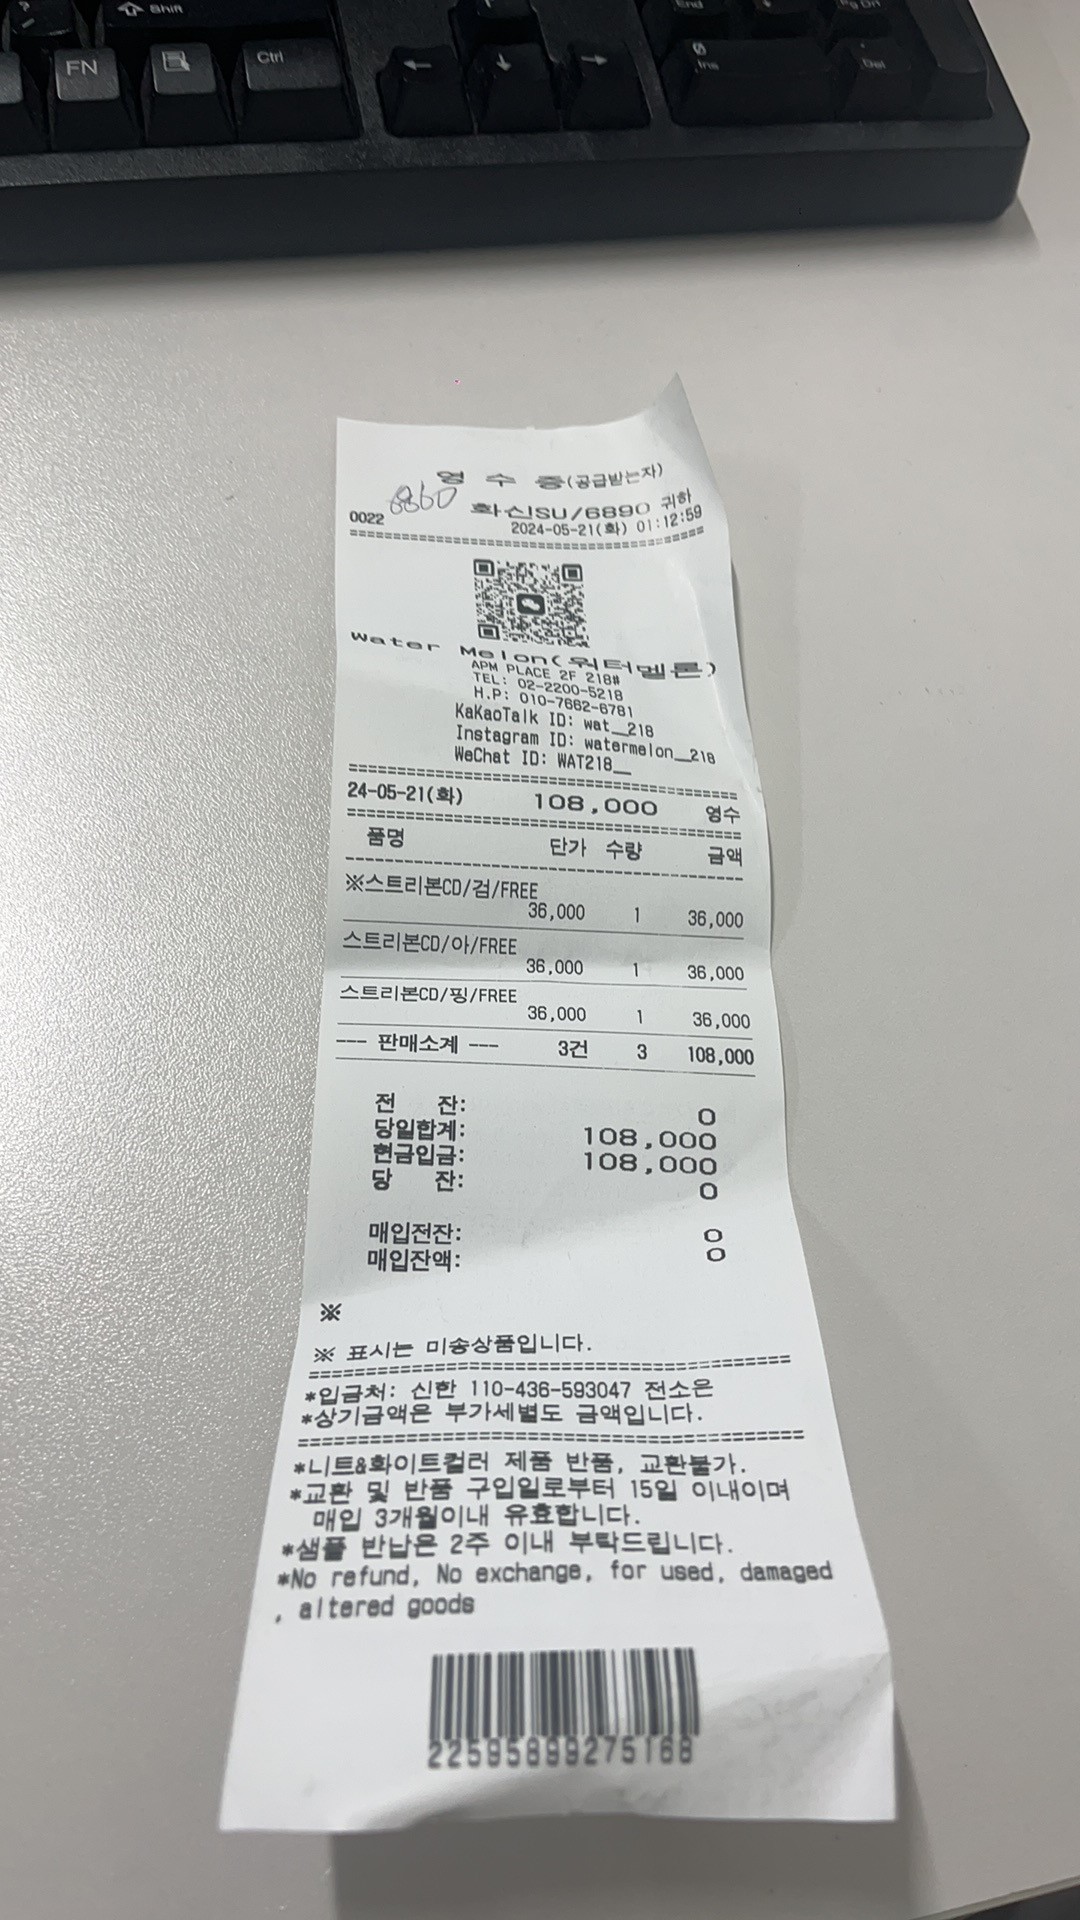 Shift
FN
Ctrl
End
Pg Dn
0
Ins
Del
영 수 증(공급받는자)
8860
화신SU/6890 귀하
0022
2024-05-21(화) 01:12:59
Water Melon(워터멜론)
APM PLACE 2F 218#
TEL: 02-2200-5218
H.P: 010-7662-6781
KaKaoTalk ID: wat__218
Instagram ID: watermelon__218
WeChat ID: WAT218__
24-05-21(화) 108,000 영수
품명 단가 수량 금액
※스트리본CD/검/FREE
36,000 1 36,000
스트리본CD/아/FREE
36,000 1 36,000
스트리본CD/핑/FREE
36,000 1 36,000
--- 판매소계 --- 3건 3 108,000
전 잔: 0
당일합계: 108,000
현금입금: 108,000
당 잔: 0
매입전잔: 0
매입잔액: 0
※
※ 표시는 미송상품입니다.
*입금처: 신한 110-436-593047 전소은
*상기금액은 부가세별도 금액입니다.
*니트&화이트컬러 제품 반품, 교환불가.
*교환 및 반품 구입일로부터 15일 이내이며
매입 3개월이내 유효합니다.
*샘플 반납은 2주 이내 부탁드립니다.
*No refund, No exchange, for used, damaged
, altered goods
22595899275168